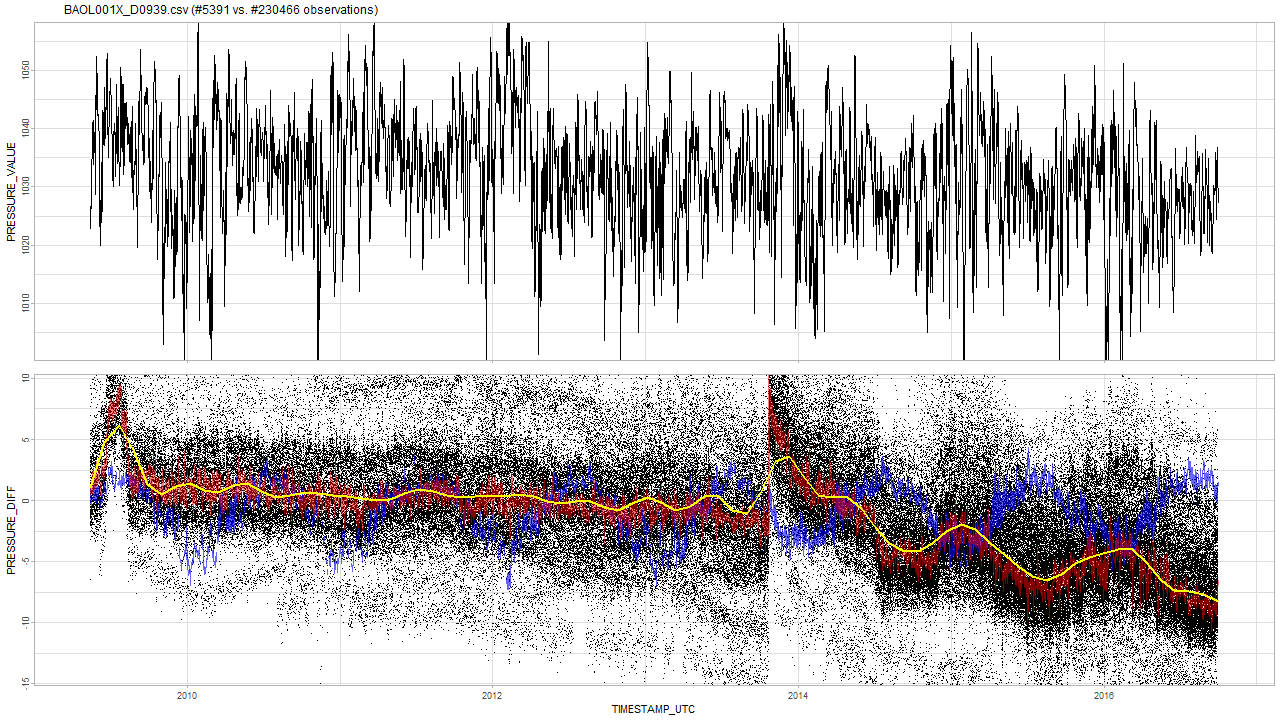 BAOL001X_D0939.csv (#5391 vs. #230466 observations)
PRESSURE_VALUE
1050
1040
1030
1020
1010
PRESSURE_DIFF
10
5
0
-5
-10
-15
2010 2012 2014 2016
TIMESTAMP_UTC